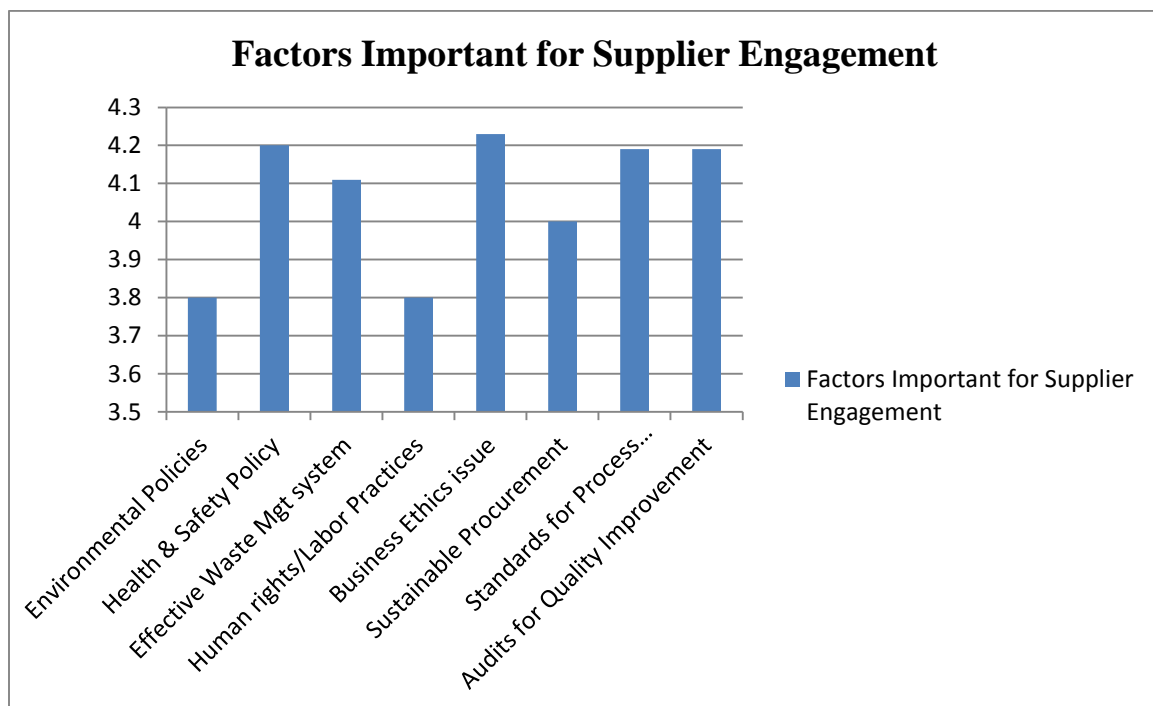 Factors Important for Supplier Engagement
4.3
4.2
4.1
4
3.9
3.8
3.7
3.6
3.5
Factors Important for Supplier
Engagement
Environmental Policies
Health & Safety Policy
Effective Waste Mgt system
Human rights/Labor Practices
Business Ethics issue
Sustainable Procurement
Standards for Process...
Audits for Quality Improvement